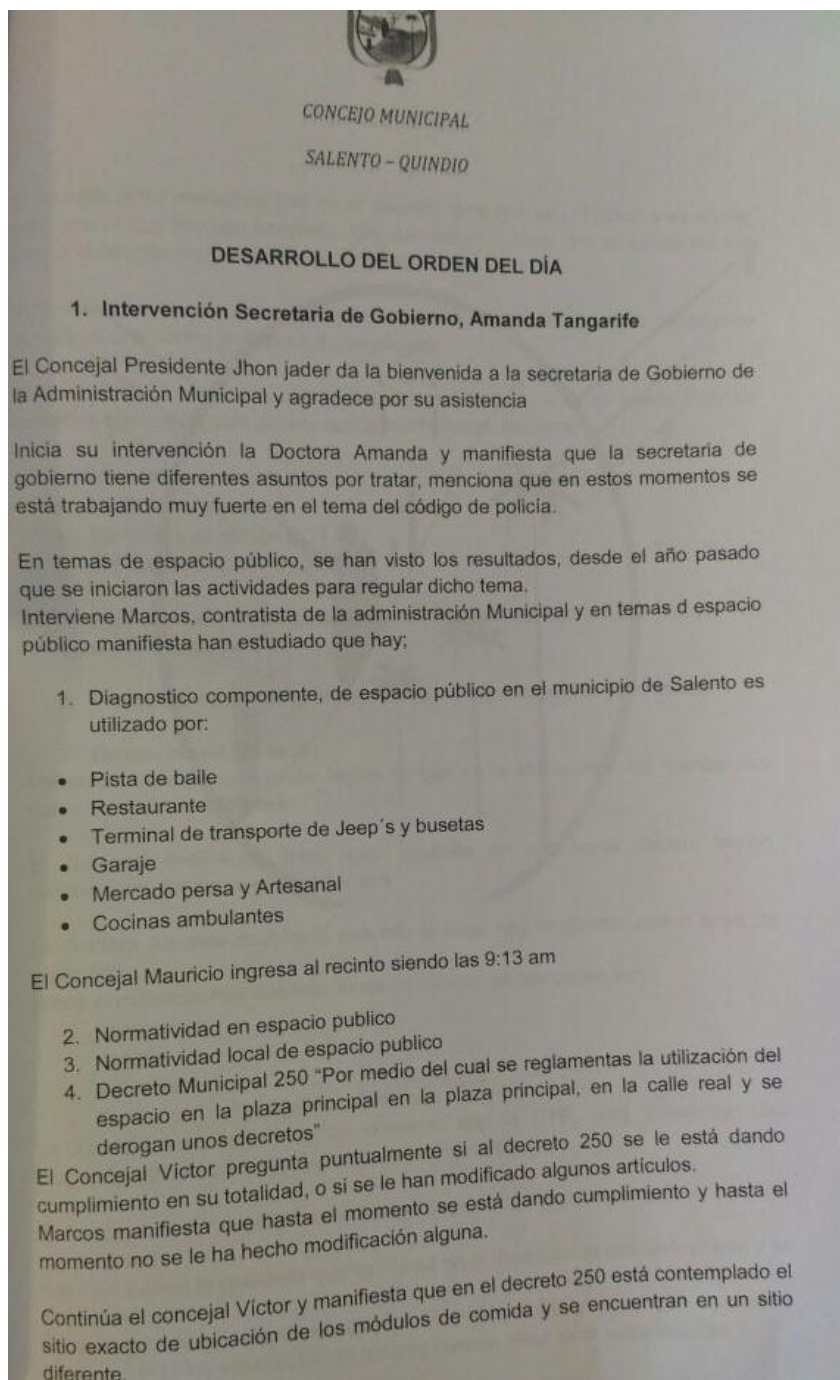 CONCEJO MUNICIPAL
SALENTO – QUINDIO
DESARROLLO DEL ORDEN DEL DÍA
1. Intervención Secretaria de Gobierno, Amanda Tangarife
El Concejal Presidente Jhon jader da la bienvenida a la secretaria de Gobierno de
la Administración Municipal y agradece por su asistencia
Inicia su intervención la Doctora Amanda y manifiesta que la secretaria de
gobierno tiene diferentes asuntos por tratar, menciona que en estos momentos se
está trabajando muy fuerte en el tema del código de policía.
En temas de espacio público, se han visto los resultados, desde el año pasado
que se iniciaron las actividades para regular dicho tema.
Interviene Marcos, contratista de la administración Municipal y en temas d espacio
público manifiesta han estudiado que hay;
1. Diagnostico componente, de espacio público en el municipio de Salento es
utilizado por:
• Pista de baile
• Restaurante
• Terminal de transporte de Jeep´s y busetas
• Garaje
• Mercado persa y Artesanal
• Cocinas ambulantes
El Concejal Mauricio ingresa al recinto siendo las 9:13 am
2. Normatividad en espacio publico
3. Normatividad local de espacio publico
4. Decreto Municipal 250 “Por medio del cual se reglamentas la utilización del
espacio en la plaza principal en la plaza principal, en la calle real y se
derogan unos decretos”
El Concejal Víctor pregunta puntualmente si al decreto 250 se le está dando
cumplimiento en su totalidad, o si se le han modificado algunos artículos.
Marcos manifiesta que hasta el momento se está dando cumplimiento y hasta el
momento no se le ha hecho modificación alguna.
Continúa el concejal Víctor y manifiesta que en el decreto 250 está contemplado el
sitio exacto de ubicación de los módulos de comida y se encuentran en un sitio
diferente.